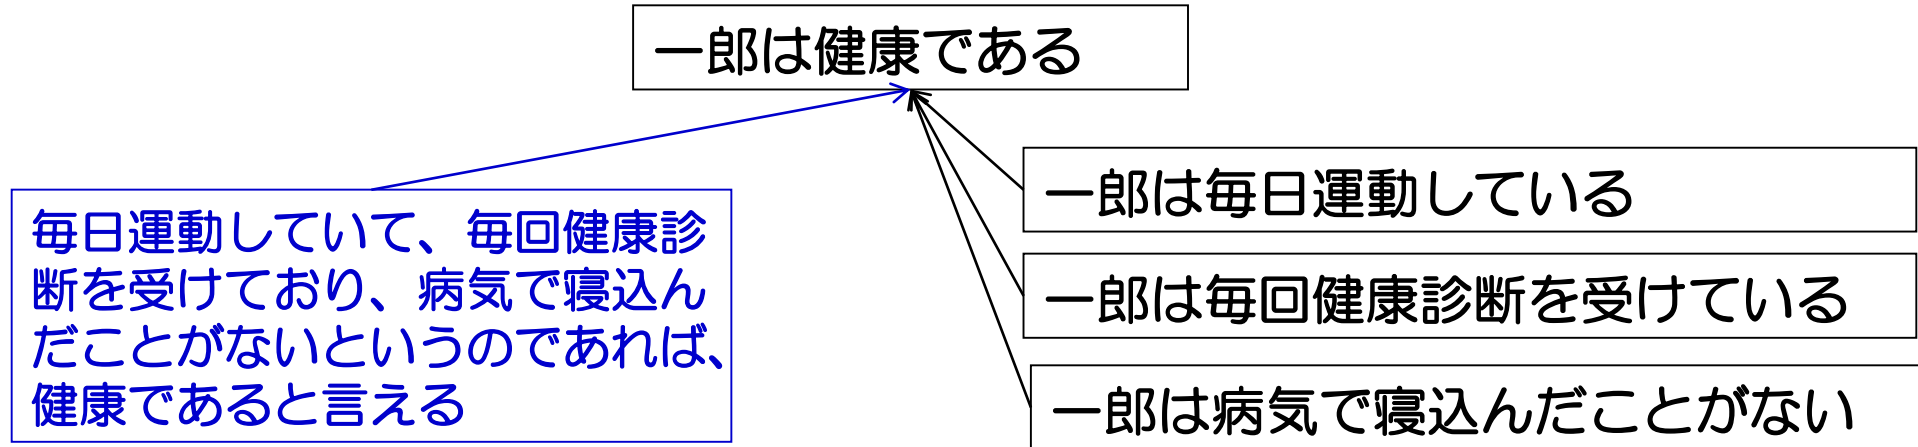 一郎は健康である
毎日運動していて、毎回健康診
断を受けており、病気で寝込ん
だことがないというのであれば、
健康であると言える
一郎は毎日運動している
一郎は毎回健康診断を受けている
一郎は病気で寝込んだことがない